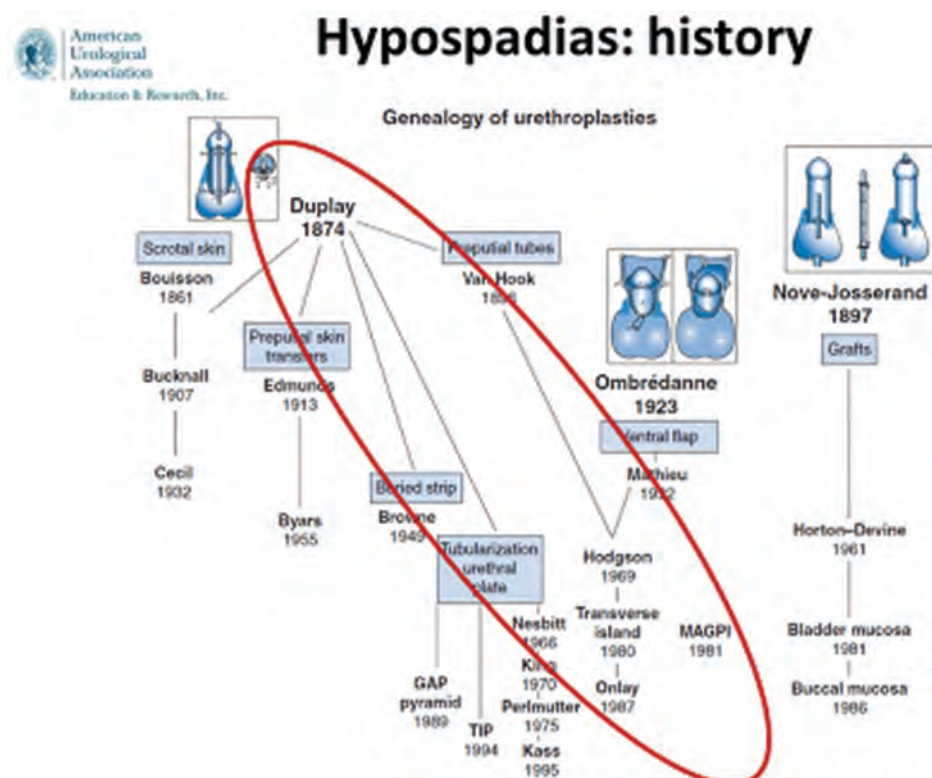 American
Urological
Association
Education & Research, Inc.
Hypospadias: history
Genealogy of urethroplasties
Duplay
1874
Scrotal skin
Bouisson
1861
Bucknall
1907
Cecil
1932
Preputial skin
transfers
Edmunds
1913
Byars
1955
Buried strip
Browne
1949
Tubularization
urethral
plate
GAP
pyramid
1989
TIP
1994
Nesbitt
1966
King
1970
Perlmutter
1975
Kass
1995
Preputial tubes
Van Hook
Ombrédanne
1923
Ventral flap
Mathieu
Hodgson
1969
Transverse
island
1980
Onlay
1987
MAGPI
1981
Nove-Josserand
1897
Grafts
Horton–Devine
1961
Bladder mucosa
1981
Buccal mucosa
1986